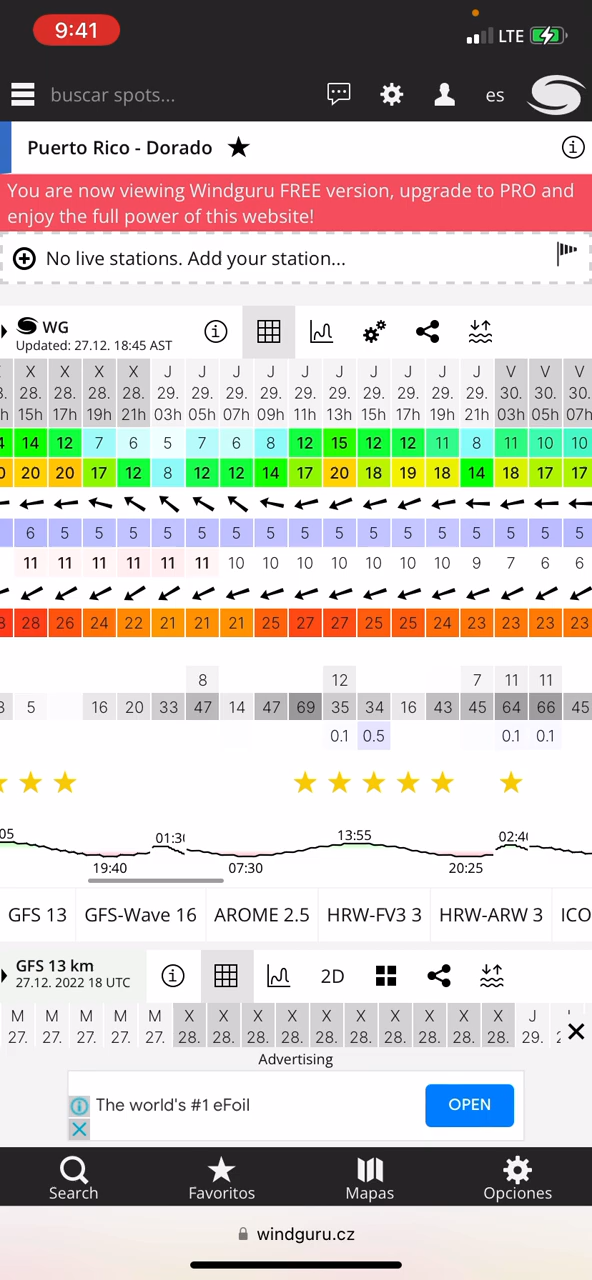 9:41
LTE
buscar spots...
es
Puerto Rico - Dorado
You are now viewing Windguru FREE version, upgrade to PRO and
enjoy the full power of this website!
No live stations. Add your station...
WG
Updated: 27.12. 18:45 AST
X X X X J J J J J J J J J J V V V
28. 28. 28. 28. 29. 29. 29. 29. 29. 29. 29. 29. 29. 29. 30. 30. 30.
h 15h 17h 19h 21h 03h 05h 07h 09h 11h 13h 15h 17h 19h 21h 03h 05h 07h
4 14 12 7 6 5 7 6 8 12 15 12 12 11 8 11 10 10
0 20 20 17 12 8 12 12 14 17 20 18 19 18 14 18 17 17
6 5 5 5 5 5 5 5 5 5 5 5 5 5 5 5 5
11 11 11 11 11 11 10 10 10 10 10 10 10 9 7 6 6
8 28 26 24 22 21 21 21 25 27 27 25 25 24 23 23 23 23
8 12 7 11 11
3 5 16 20 33 47 14 47 69 35 34 16 43 45 64 66 45
0.1 0.5 0.1 0.1
05 01:30 13:55 02:40
19:40 07:30 20:25
GFS 13 GFS-Wave 16 AROME 2.5 HRW-FV3 3 HRW-ARW 3 ICO
GFS 13 km
27.12. 2022 18 UTC
2D
M M M M M X X X X X X X X X X J
27. 27. 27. 27. 27. 28. 28. 28. 28. 28. 28. 28. 28. 28. 28. 29. 2
Advertising
The world's #1 eFoil
OPEN
Search Favoritos Mapas Opciones
windguru.cz